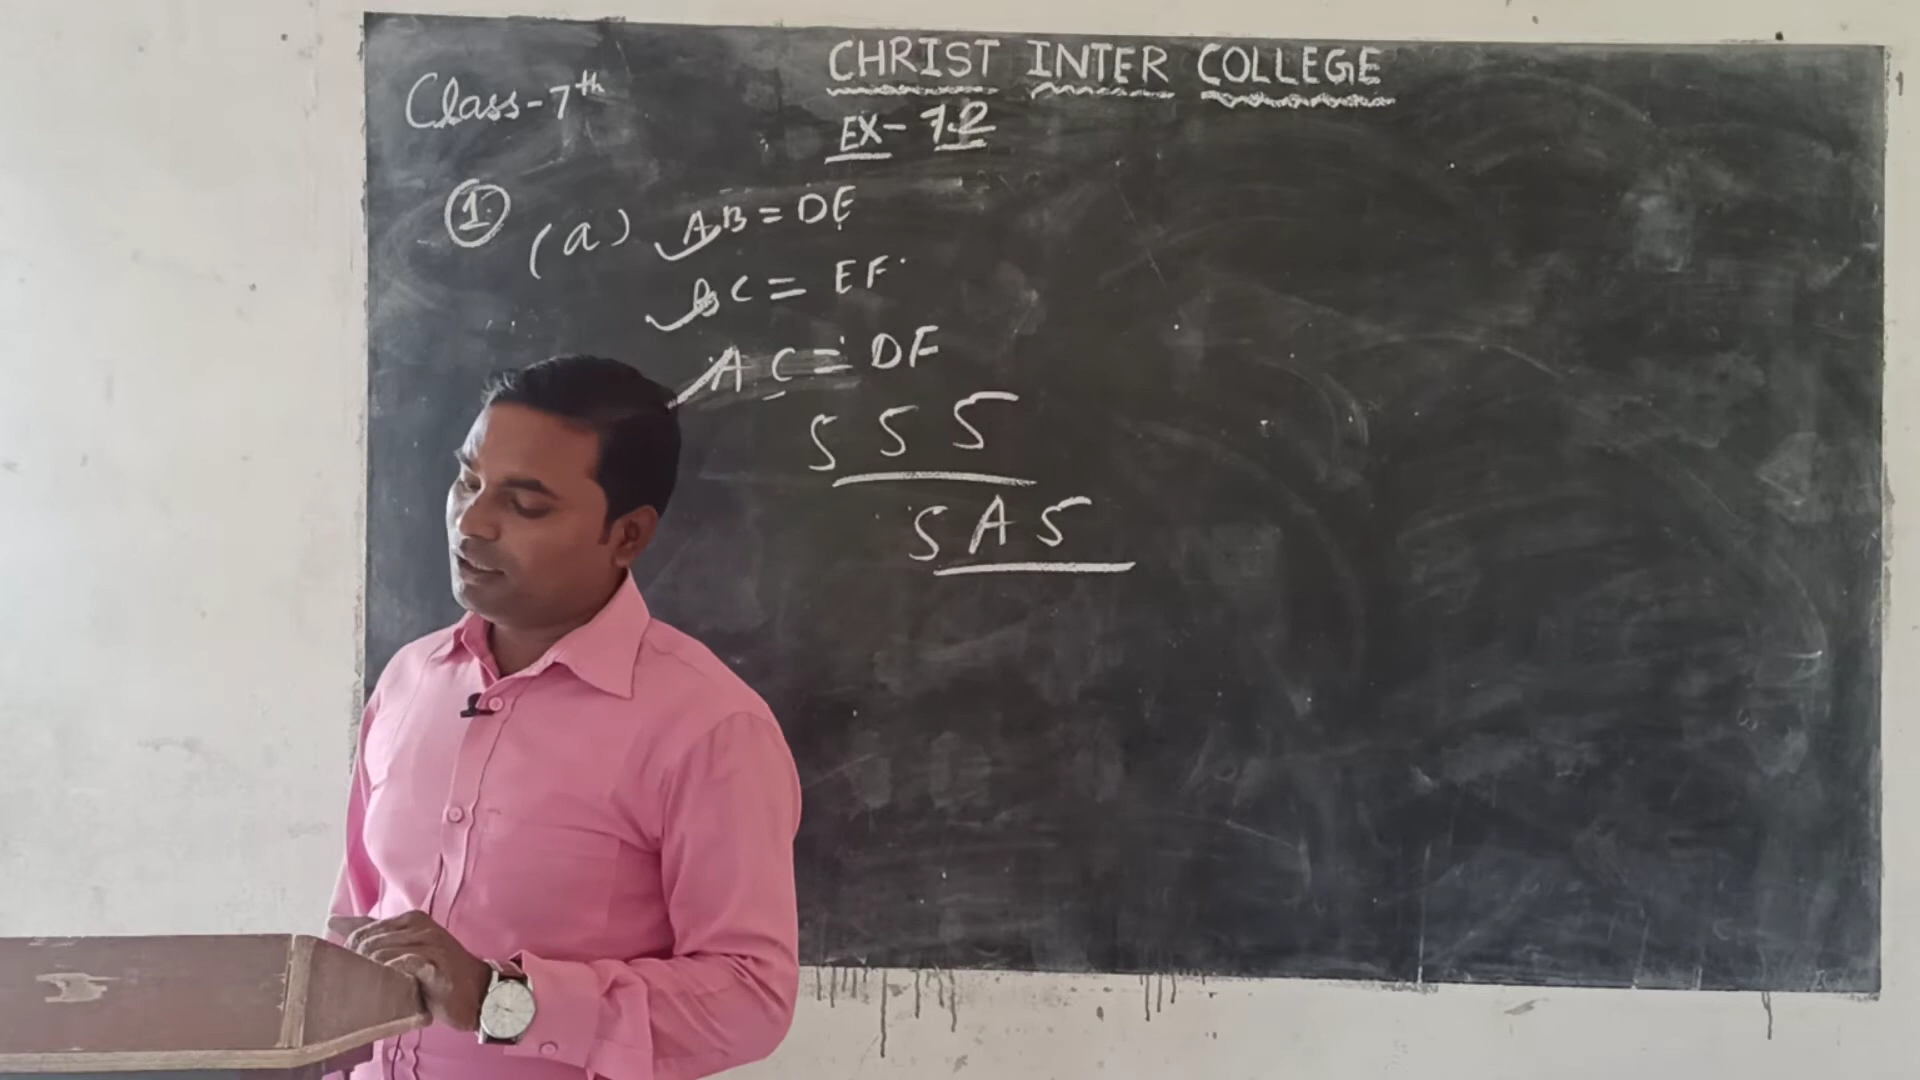 CHRIST INTER COLLEGE
Class-7th
EX-7.2
1. (a) AB = DE
BC = EF
AC = DF
SSS
SAS